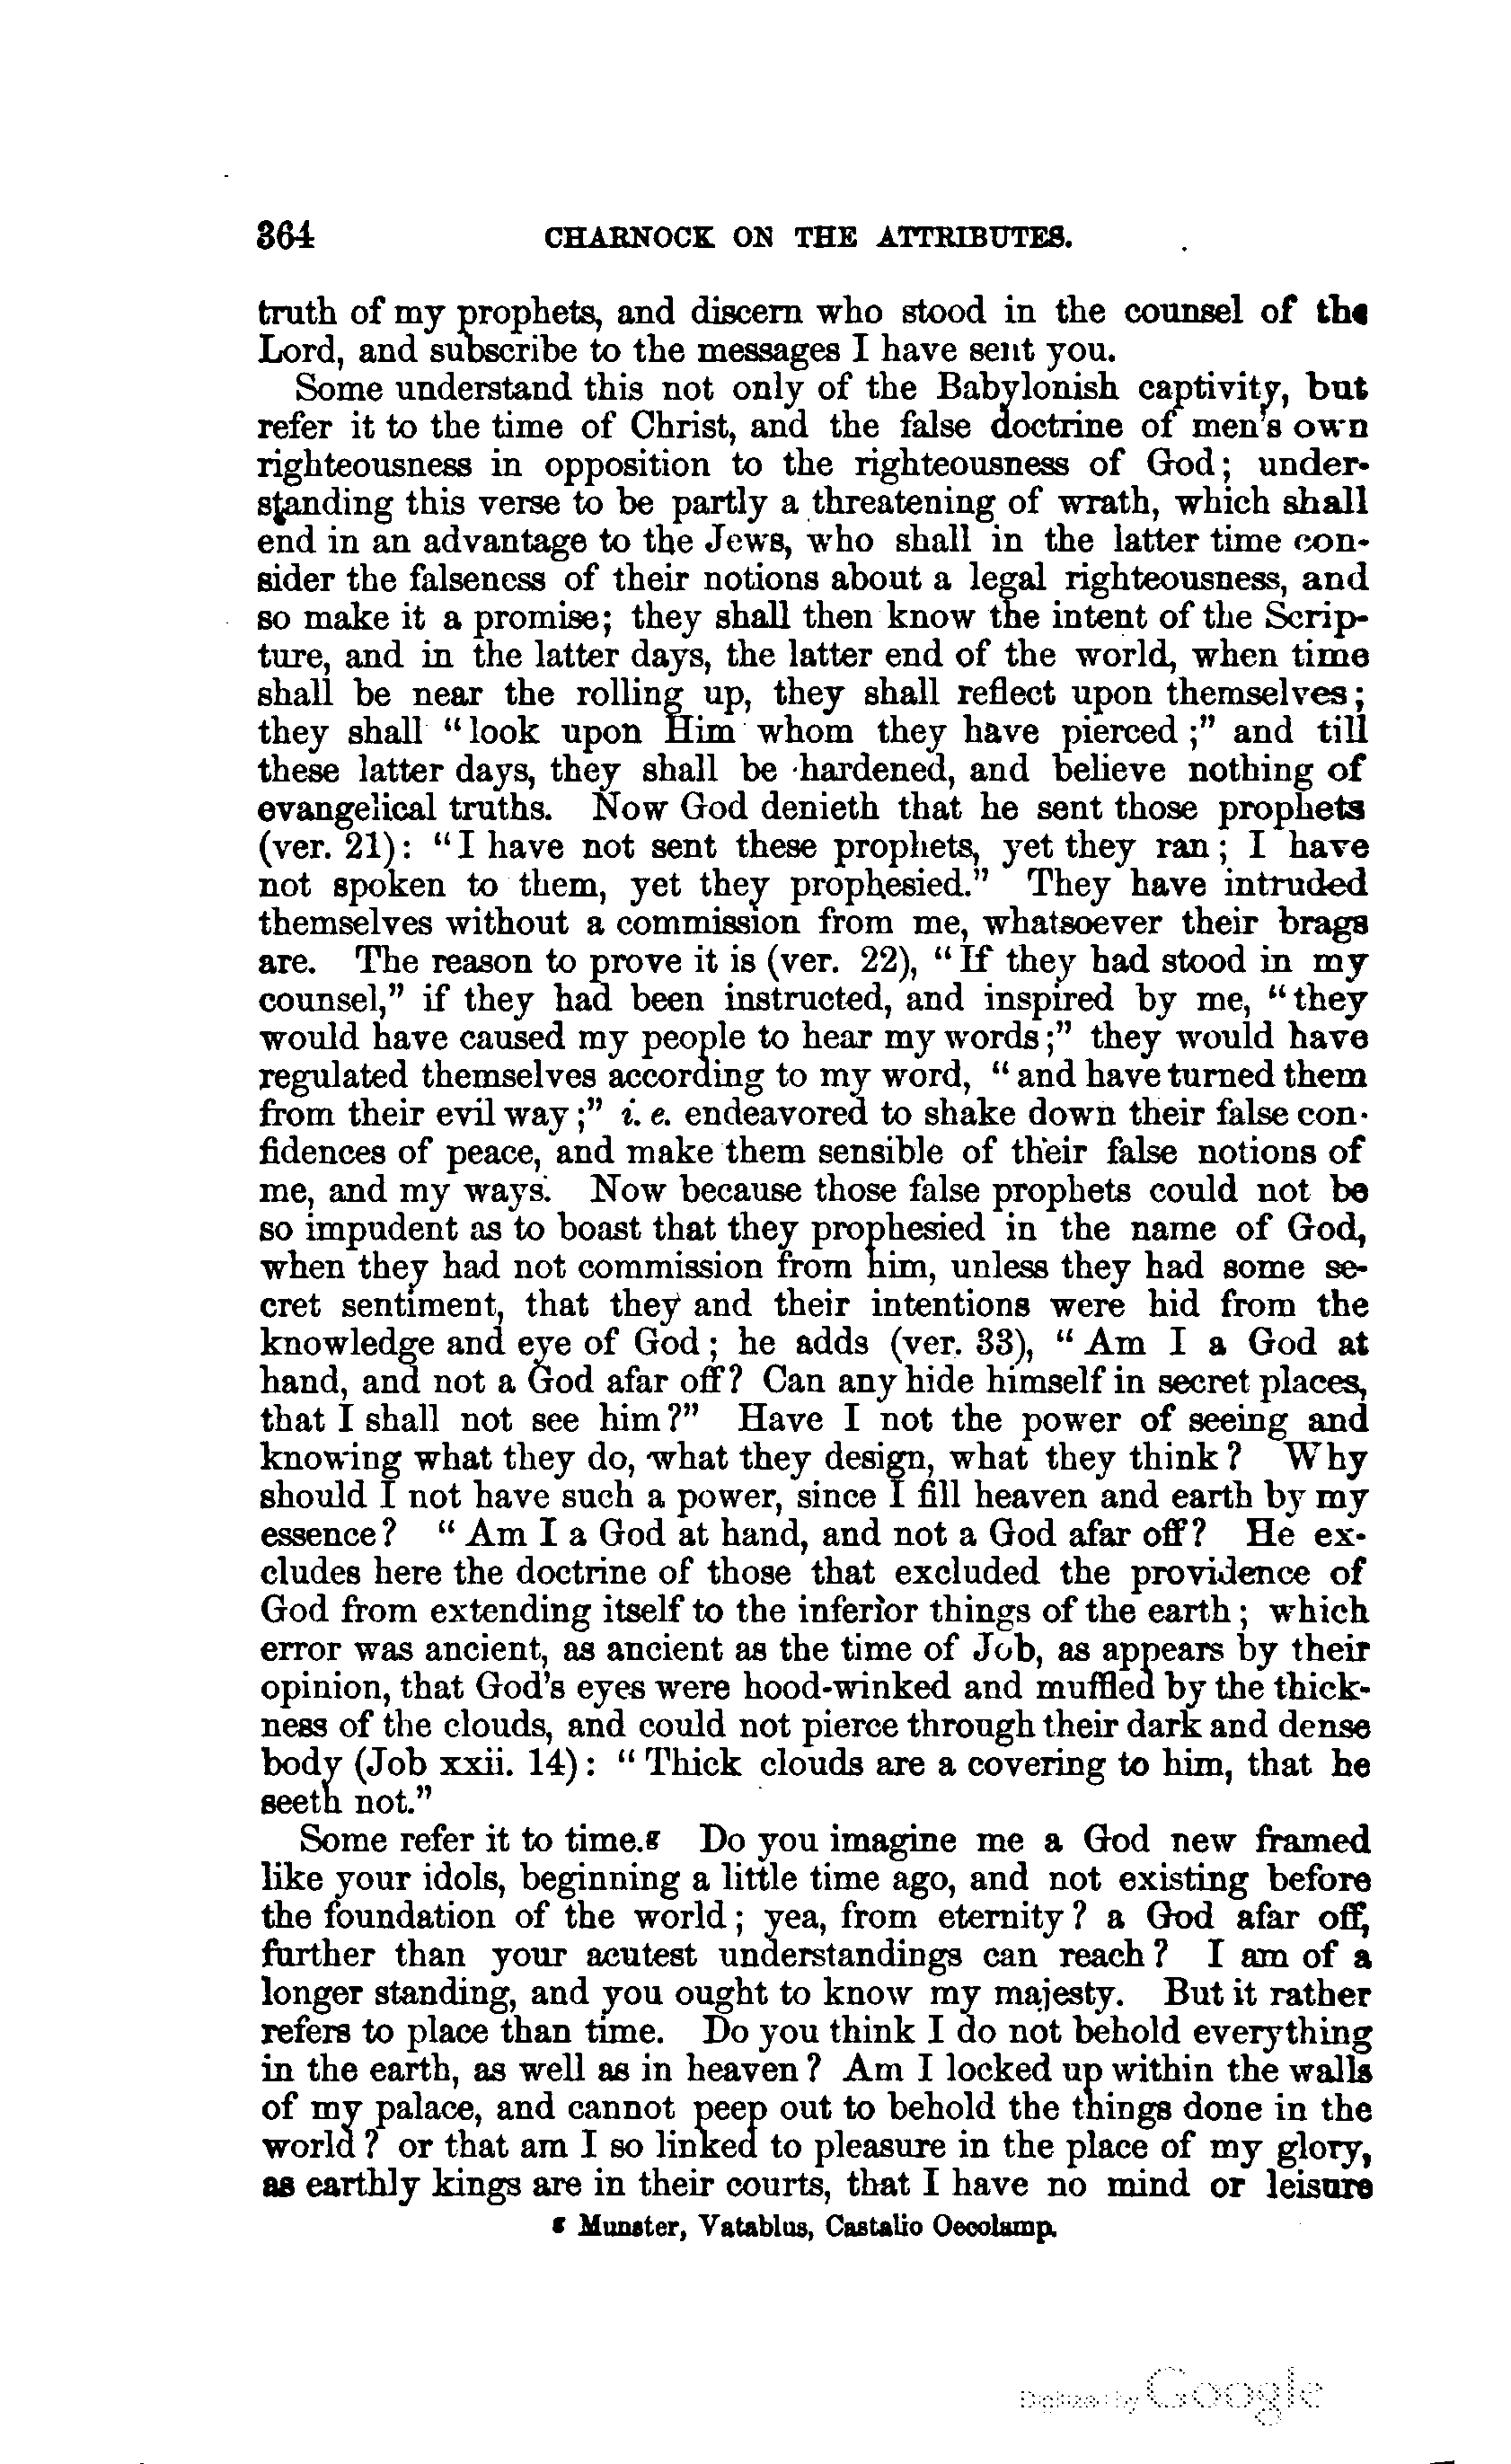 364 CHARNOCK ON THE ATTRIBUTES.
truth of my prophets, and discern who stood in the counsel of the
Lord, and subscribe to the messages I have sent you.
Some understand this not only of the Babylonish captivity, but
refer it to the time of Christ, and the false doctrine of men's own
righteousness in opposition to the righteousness of God; under-
standing this verse to be partly a threatening of wrath, which shall
end in an advantage to the Jews, who shall in the latter time con-
sider the falseness of their notions about a legal righteousness, and
so make it a promise; they shall then know the intent of the Scrip-
ture, and in the latter days, the latter end of the world, when time
shall be near the rolling up, they shall reflect upon themselves;
they shall "look upon Him whom they have pierced;" and till
these latter days, they shall be hardened, and believe nothing of
evangelical truths. Now God denieth that he sent those prophets
(ver. 21): "I have not sent these prophets, yet they ran; I have
not spoken to them, yet they prophesied." They have intruded
themselves without a commission from me, whatsoever their brags
are. The reason to prove it is (ver. 22), "If they had stood in my
counsel," if they had been instructed, and inspired by me, "they
would have caused my people to hear my words;" they would have
regulated themselves according to my word, "and have turned them
from their evil way;" i. e. endeavored to shake down their false con-
fidences of peace, and make them sensible of their false notions of
me, and my ways. Now because those false prophets could not be
so impudent as to boast that they prophesied in the name of God,
when they had not commission from him, unless they had some se-
cret sentiment, that they and their intentions were hid from the
knowledge and eye of God; he adds (ver. 33), "Am I a God at
hand, and not a God afar off? Can any hide himself in secret places,
that I shall not see him?" Have I not the power of seeing and
knowing what they do, what they design, what they think? Why
should I not have such a power, since I fill heaven and earth by my
essence? "Am I a God at hand, and not a God afar off? He ex-
cludes here the doctrine of those that excluded the providence of
God from extending itself to the inferior things of the earth; which
error was ancient, as ancient as the time of Job, as appears by their
opinion, that God's eyes were hood-winked and muffled by the thick-
ness of the clouds, and could not pierce through their dark and dense
body (Job xxii. 14): "Thick clouds are a covering to him, that he
seeth not."
Some refer it to time.g Do you imagine me a God new framed
like your idols, beginning a little time ago, and not existing before
the foundation of the world; yea, from eternity? a God afar off,
further than your acutest understandings can reach? I am of a
longer standing, and you ought to know my majesty. But it rather
refers to place than time. Do you think I do not behold everything
in the earth, as well as in heaven? Am I locked up within the walls
of my palace, and cannot peep out to behold the things done in the
world? or that am I so linked to pleasure in the place of my glory,
as earthly kings are in their courts, that I have no mind or leisure
g Munster, Vatablus, Castalio Oecolamp.
Digitized by Google